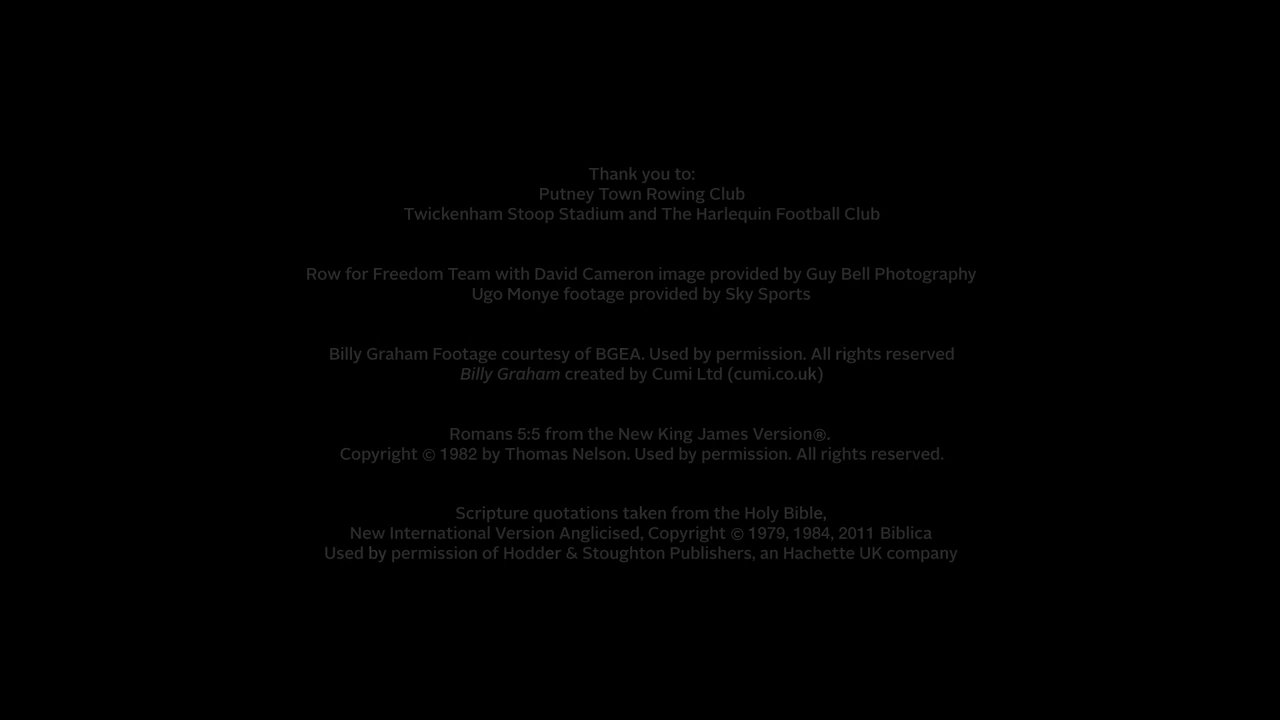 Thank you to:
Putney Town Rowing Club
Twickenham Stoop Stadium and The Harlequin Football Club
Row for Freedom Team with David Cameron image provided by Guy Bell Photography
Ugo Monye footage provided by Sky Sports
Billy Graham Footage courtesy of BGEA. Used by permission. All rights reserved
Billy Graham created by Cumi Ltd (cumi.co.uk)
Romans 5:5 from the New King James Version®.
Copyright © 1982 by Thomas Nelson. Used by permission. All rights reserved.
Scripture quotations taken from the Holy Bible,
New International Version Anglicised, Copyright © 1979, 1984, 2011 Biblica
Used by permission of Hodder & Stoughton Publishers, an Hachette UK company